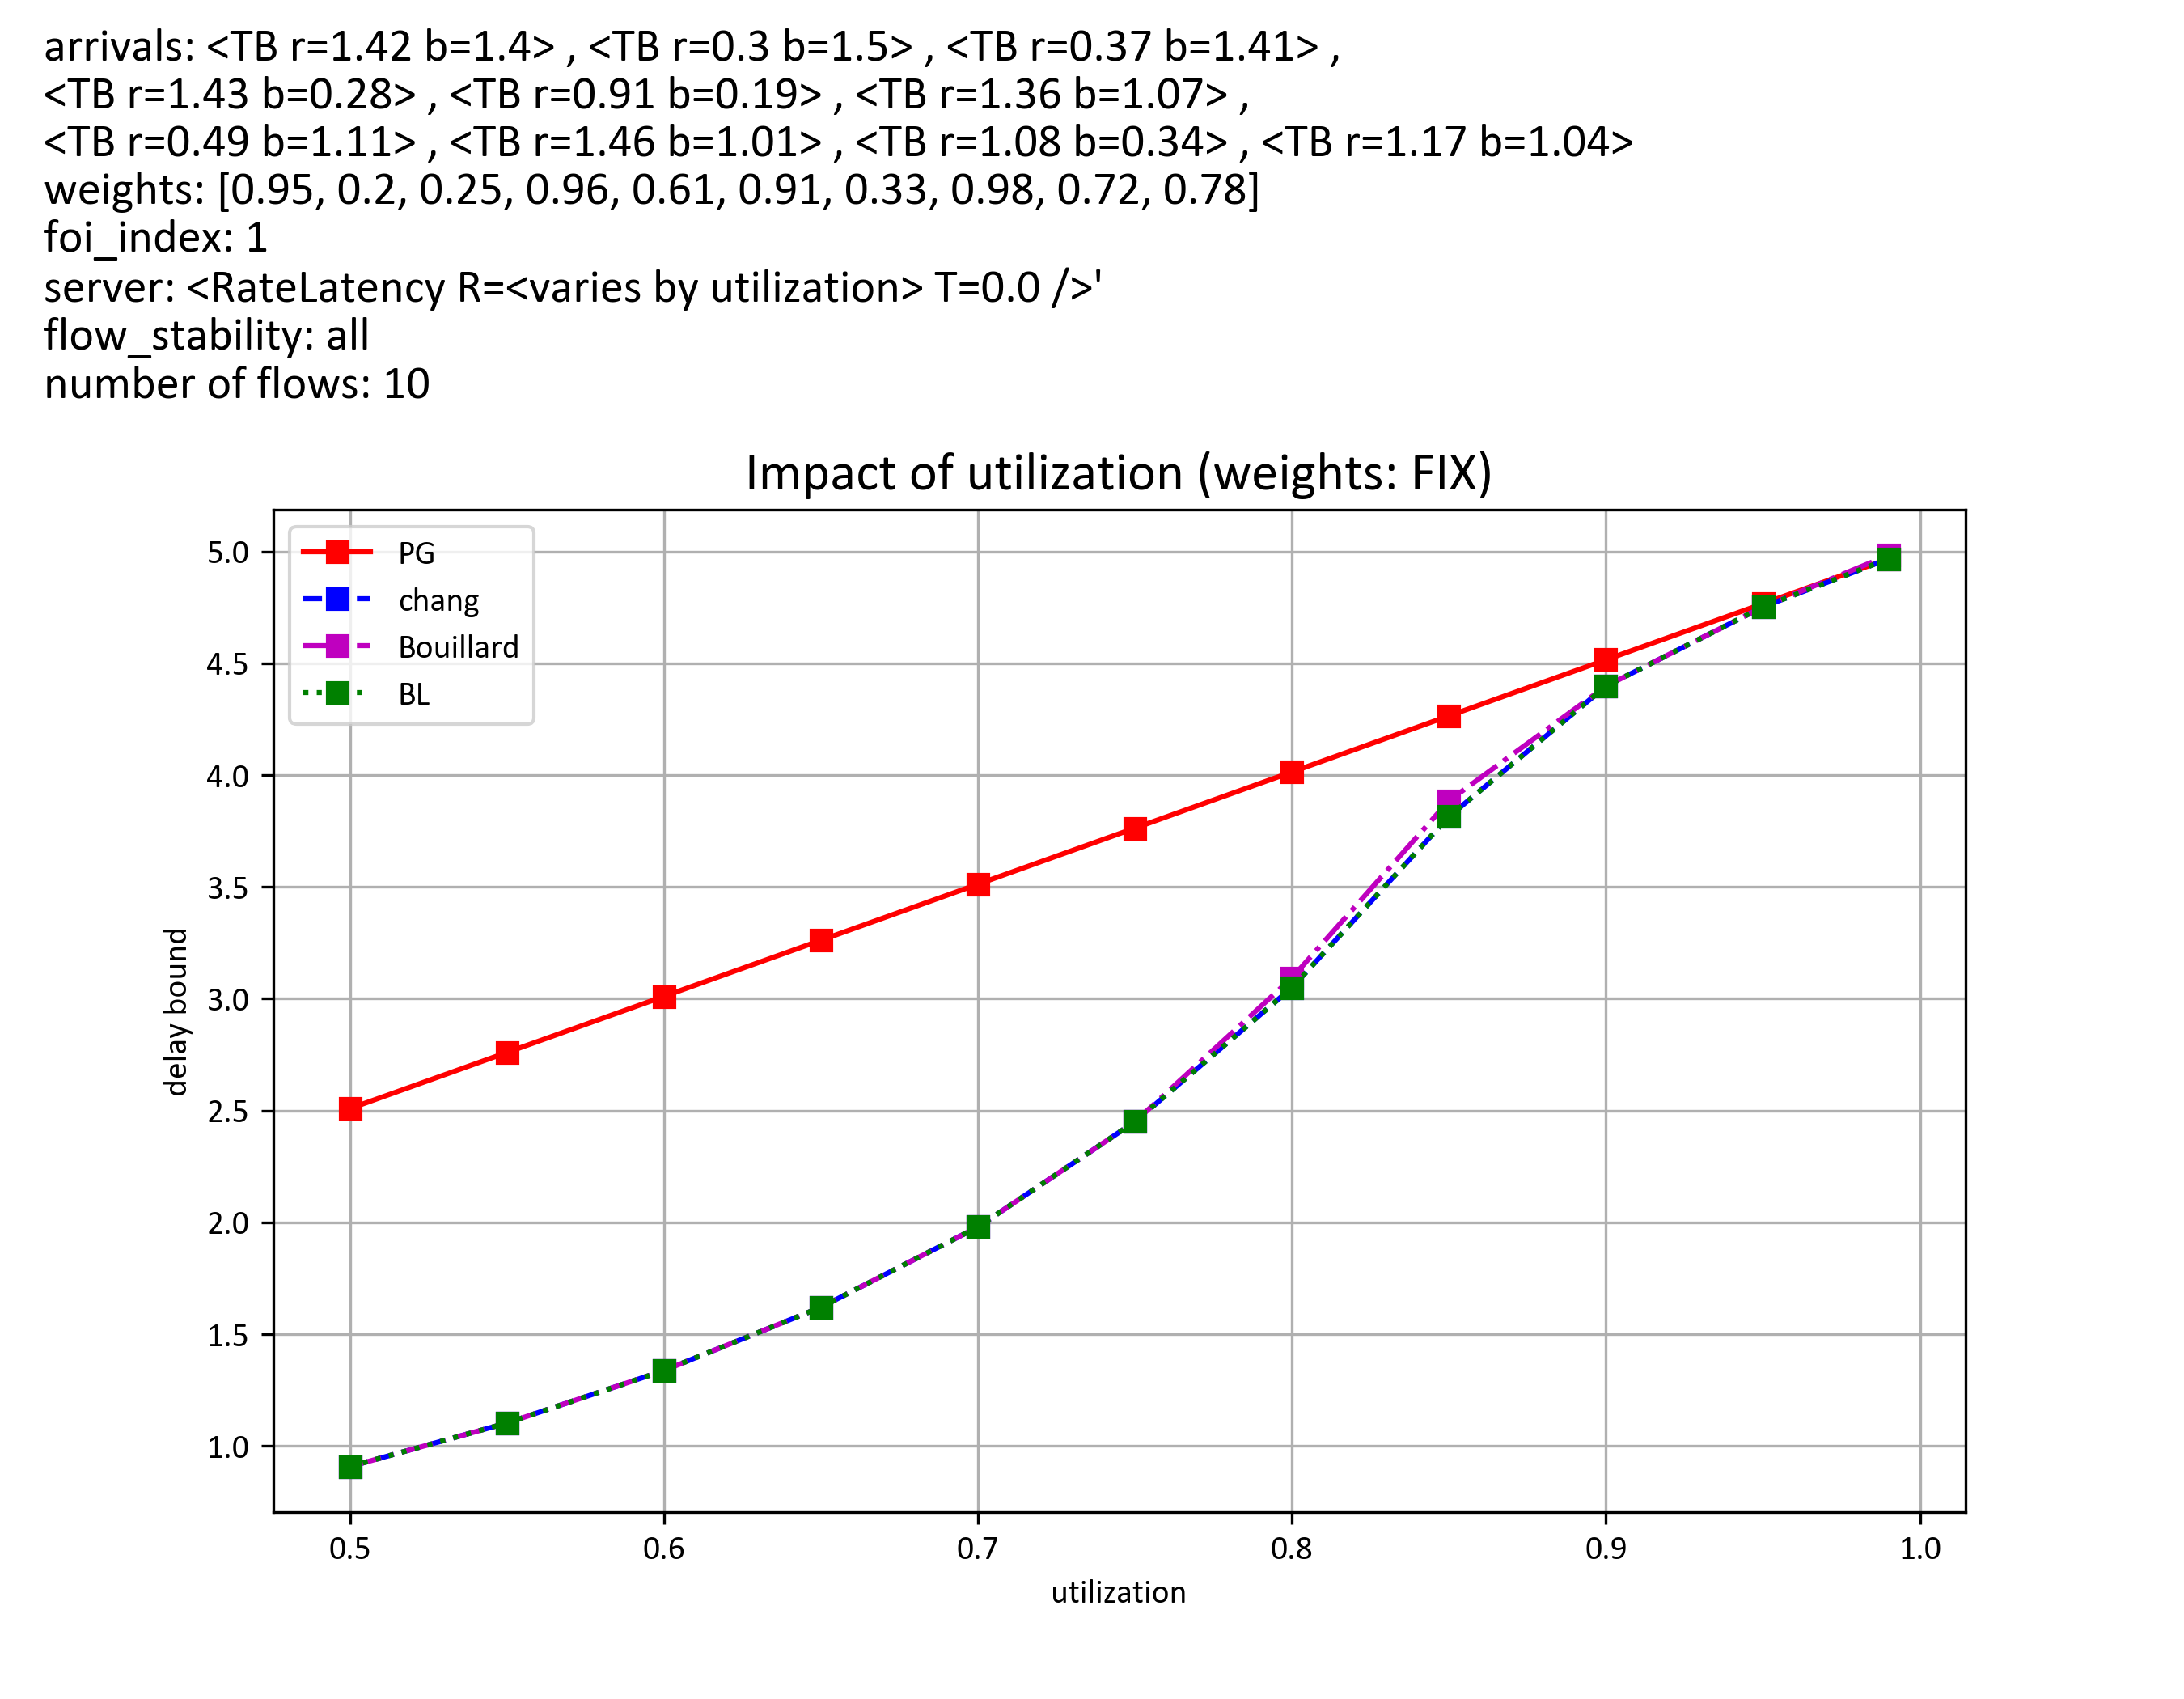 arrivals: <TB r=1.42 b=1.4> , <TB r=0.3 b=1.5> , <TB r=0.37 b=1.41> ,
<TB r=1.43 b=0.28> , <TB r=0.91 b=0.19> , <TB r=1.36 b=1.07> ,
<TB r=0.49 b=1.11> , <TB r=1.46 b=1.01> , <TB r=1.08 b=0.34> , <TB r=1.17 b=1.04>
weights: [0.95, 0.2, 0.25, 0.96, 0.61, 0.91, 0.33, 0.98, 0.72, 0.78]
foi_index: 1
server: <RateLatency R=<varies by utilization> T=0.0 />'
flow_stability: all
number of flows: 10
Impact of utilization (weights: FIX)
PG
chang
Bouillard
BL
delay bound
5.0
4.5
4.0
3.5
3.0
2.5
2.0
1.5
1.0
0.5 0.6 0.7 0.8 0.9 1.0
utilization